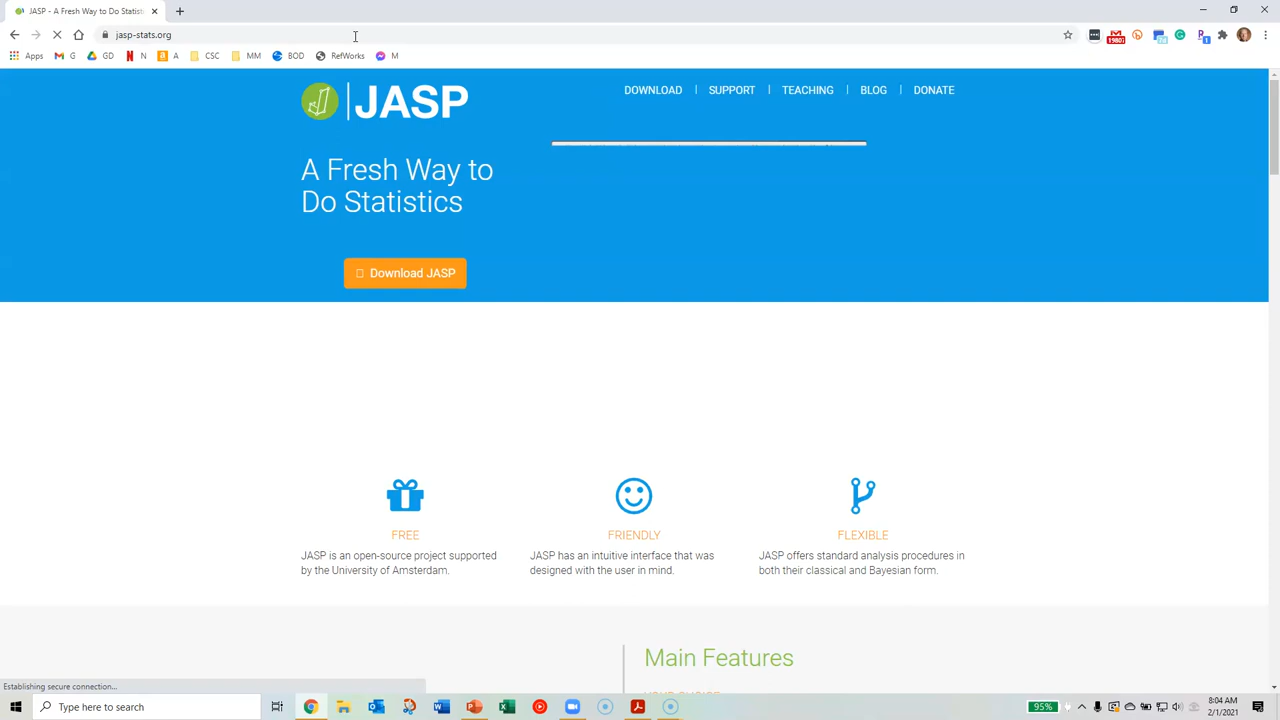 JASP - A Fresh Way to Do Statisti
jasp-stats.org
19807
Apps G GD N A CSC MM BOD RefWorks M
JASP
DOWNLOAD | SUPPORT | TEACHING | BLOG | DONATE
A Fresh Way to
Do Statistics
Download JASP
FREE
JASP is an open-source project supported
by the University of Amsterdam.
FRIENDLY
JASP has an intuitive interface that was
designed with the user in mind.
FLEXIBLE
JASP offers standard analysis procedures in
both their classical and Bayesian form.
Main Features
YOUR CHOICE
Establishing secure connection...
Type here to search
95%
8:04 AM
2/1/2021